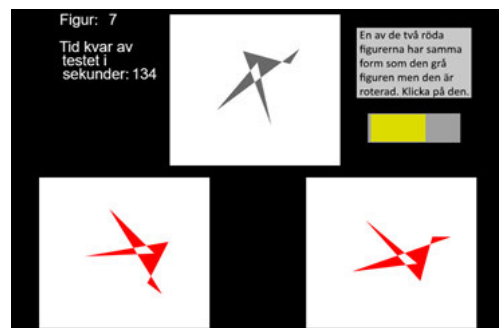 Figur: 7
Tid kvar av
testet i
sekunder: 134
En av de två röda
figurerna har samma
form som den grå
figuren men den är
roterad. Klicka på den.